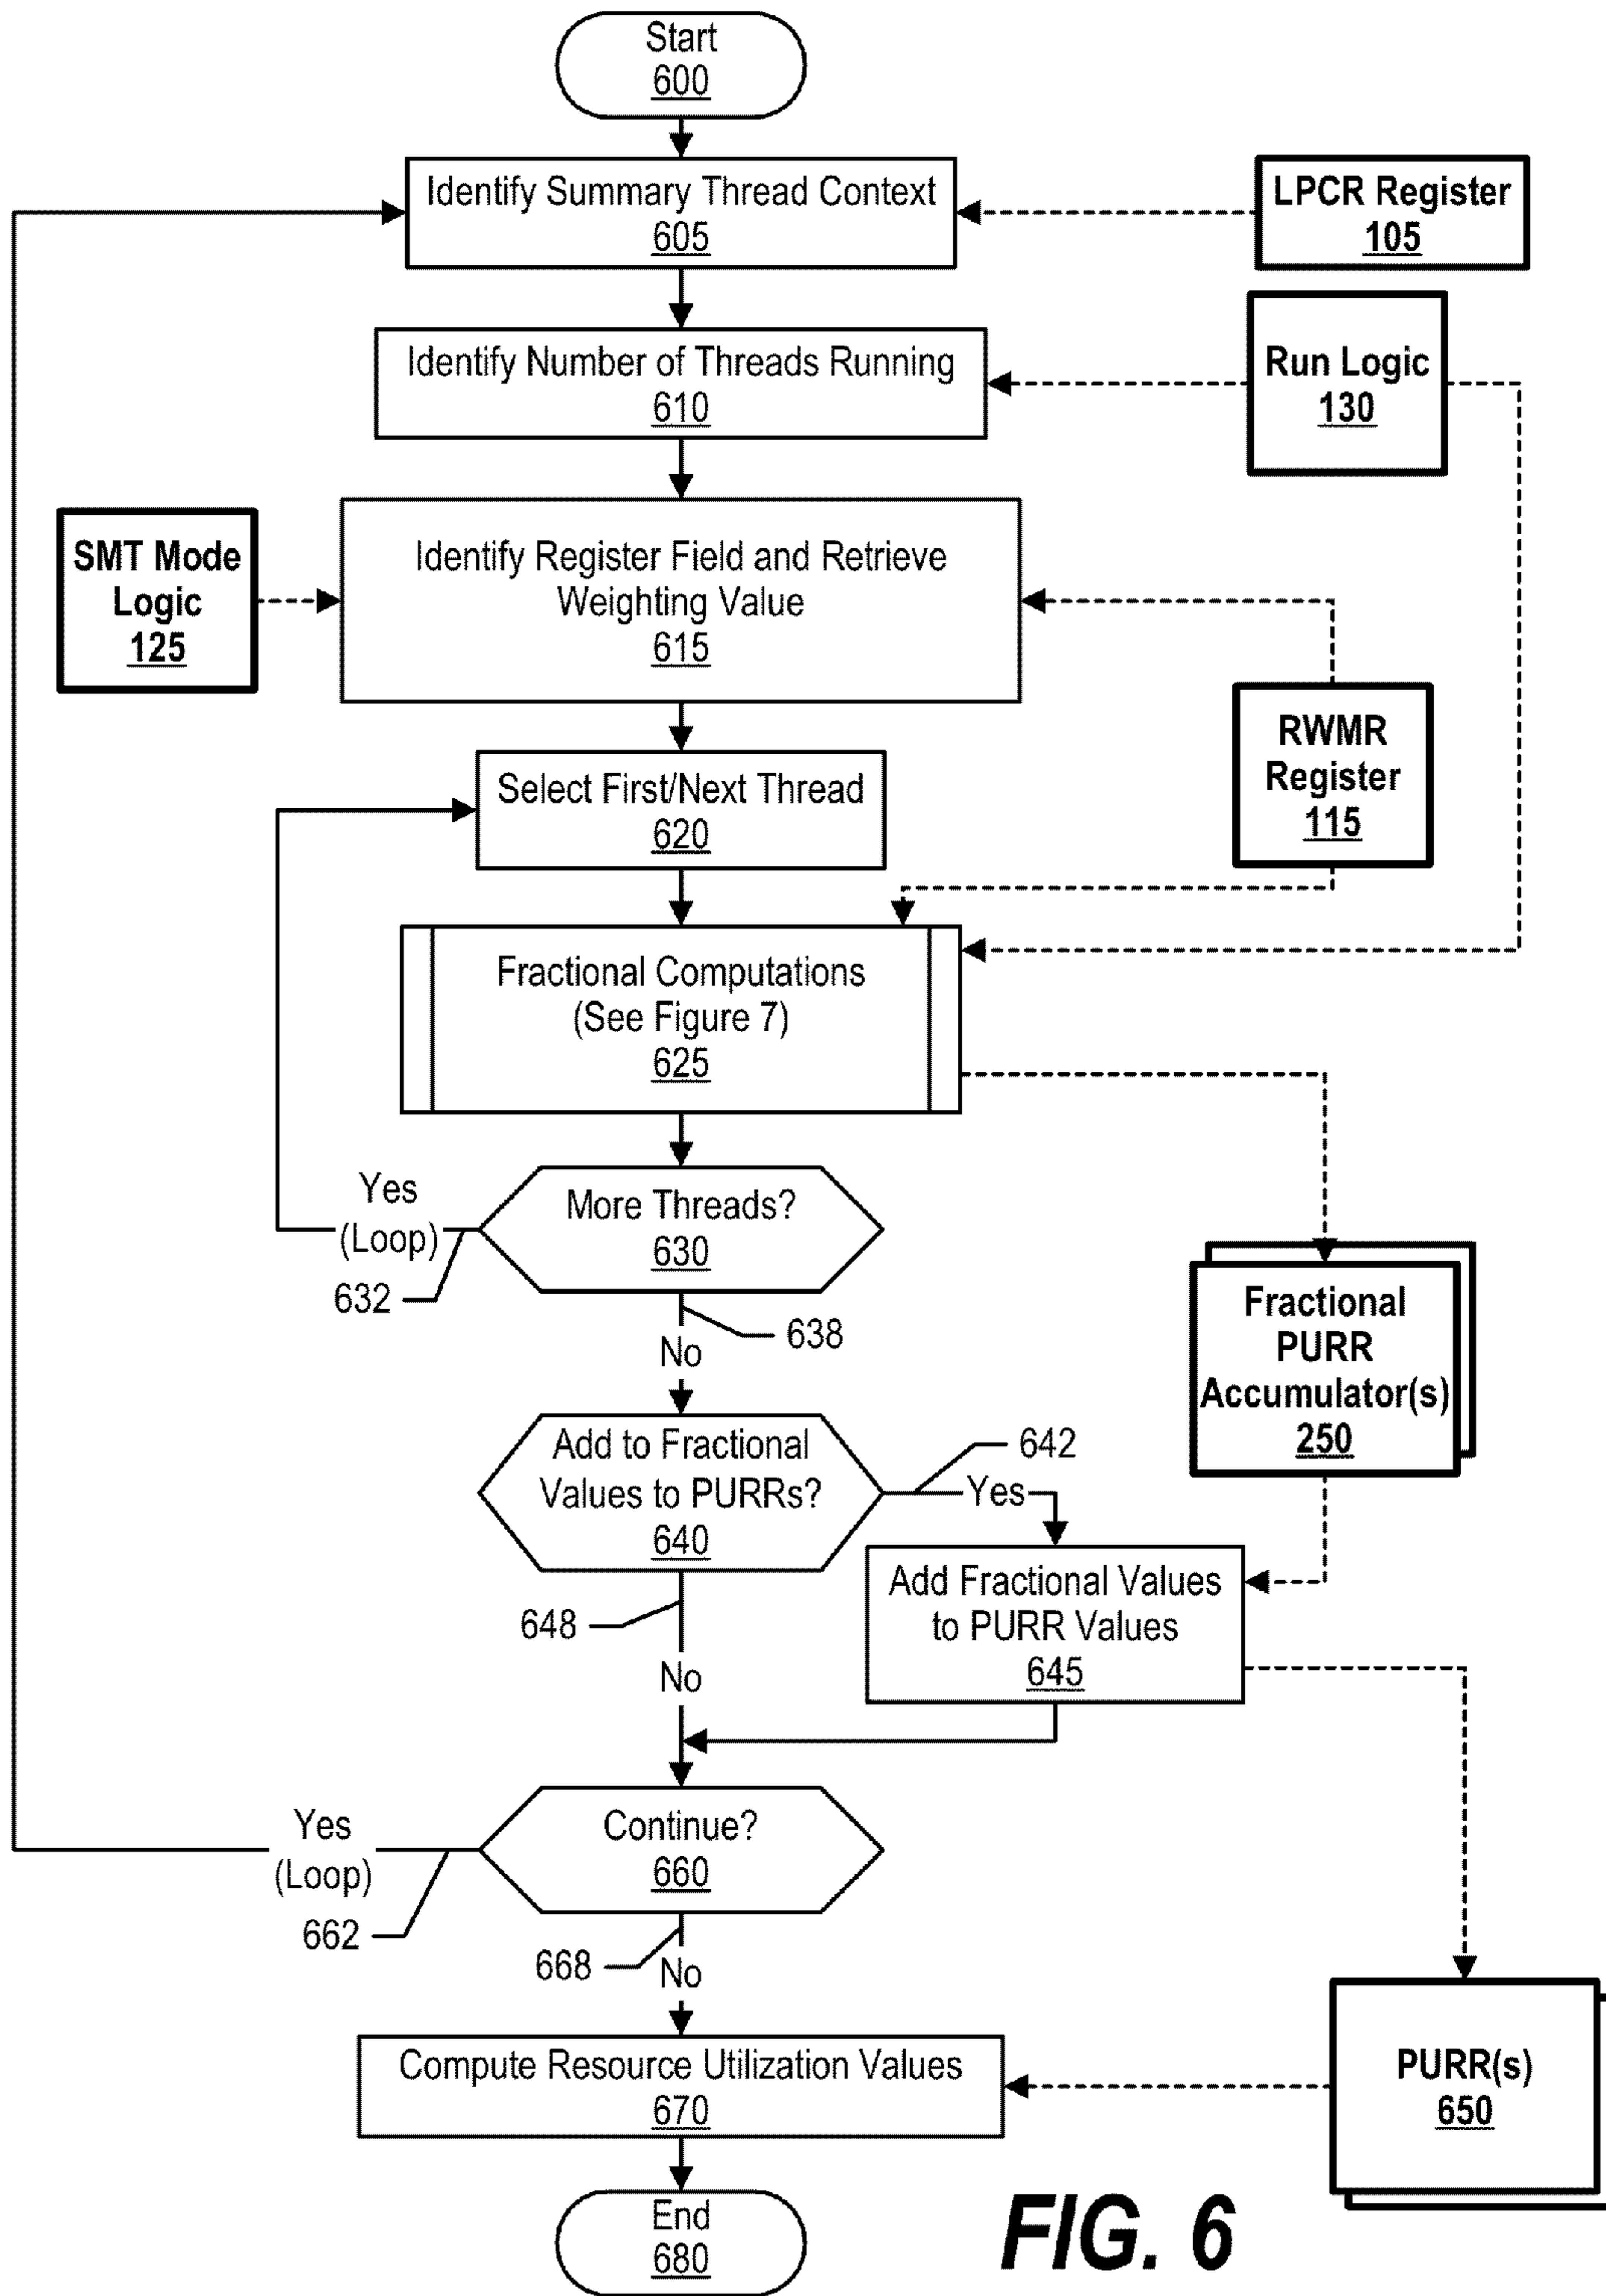 Start
600
Identify Summary Thread Context
605
LPCR Register
105
Identify Number of Threads Running
610
Run Logic
130
SMT Mode
Logic
125
Identify Register Field and Retrieve
Weighting Value
615
RWMR
Register
115
Select First/Next Thread
620
Fractional Computations
(See Figure 7)
625
Yes
(Loop)
632
More Threads?
630
638
No
Fractional
PURR
Accumulator(s)
250
Add to Fractional
Values to PURRs?
640
642
Yes
Add Fractional Values
to PURR Values
645
648
No
Yes
(Loop)
662
Continue?
660
668
No
Compute Resource Utilization Values
670
PURR(s)
650
End
680
FIG. 6